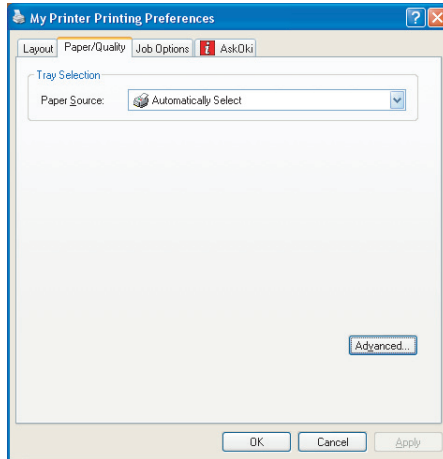 My Printer Printing Preferences
Layout Paper/Quality Job Options i AskOki
Tray Selection
Paper Source: Automatically Select
Advanced...
OK Cancel Apply